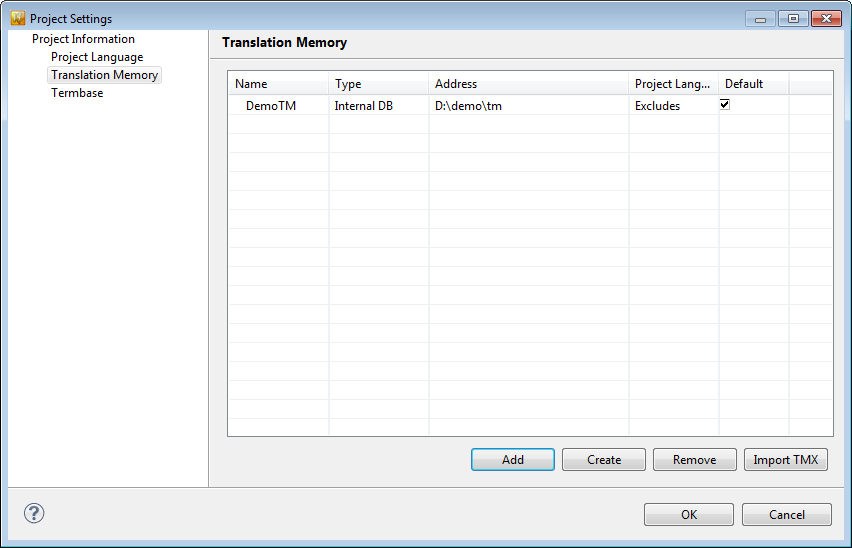 Project Settings
Project Information
Project Language
Translation Memory
Termbase
Translation Memory
Name Type Address Project Lang... Default
DemoTM Internal DB D:\demo\tm Excludes
Add Create Remove Import TMX
?
OK Cancel